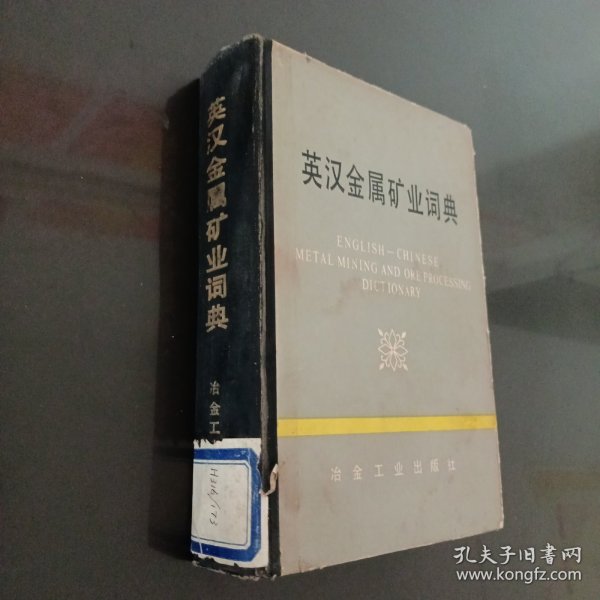 英汉金属矿业词典
冶金工
H316/173
英汉金属矿业词典
ENGLISH—CHINESE
METAL MINING AND ORE PROCESSING
DICTIONARY
冶金工业出版社
孔夫子旧书网
www.kongfz.com